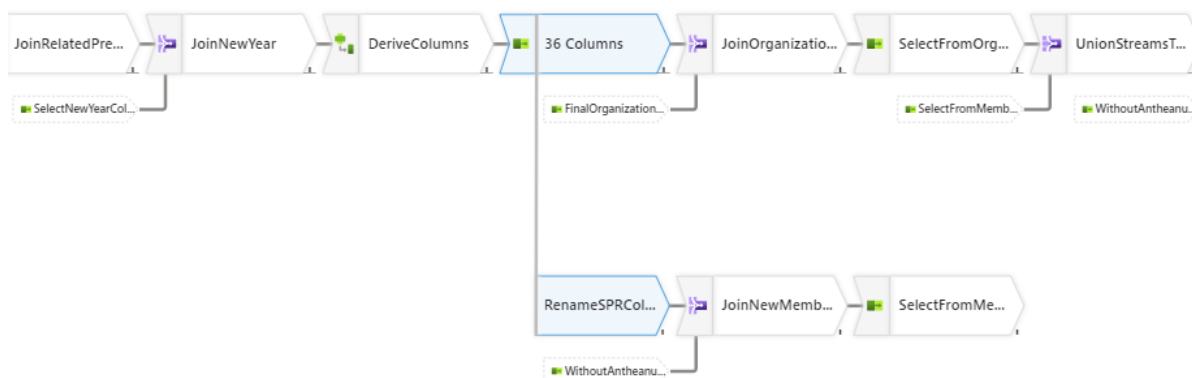 JoinRelatedPre...
JoinNewYear
DeriveColumns
36 Columns
JoinOrganizatio...
SelectFromOrg...
UnionStreamsT...
SelectNewYearCol...
FinalOrganization...
SelectFromMemb...
WithoutAntheanu...
RenameSPRCol...
JoinNewMemb...
SelectFromMe...
WithoutAntheanu...